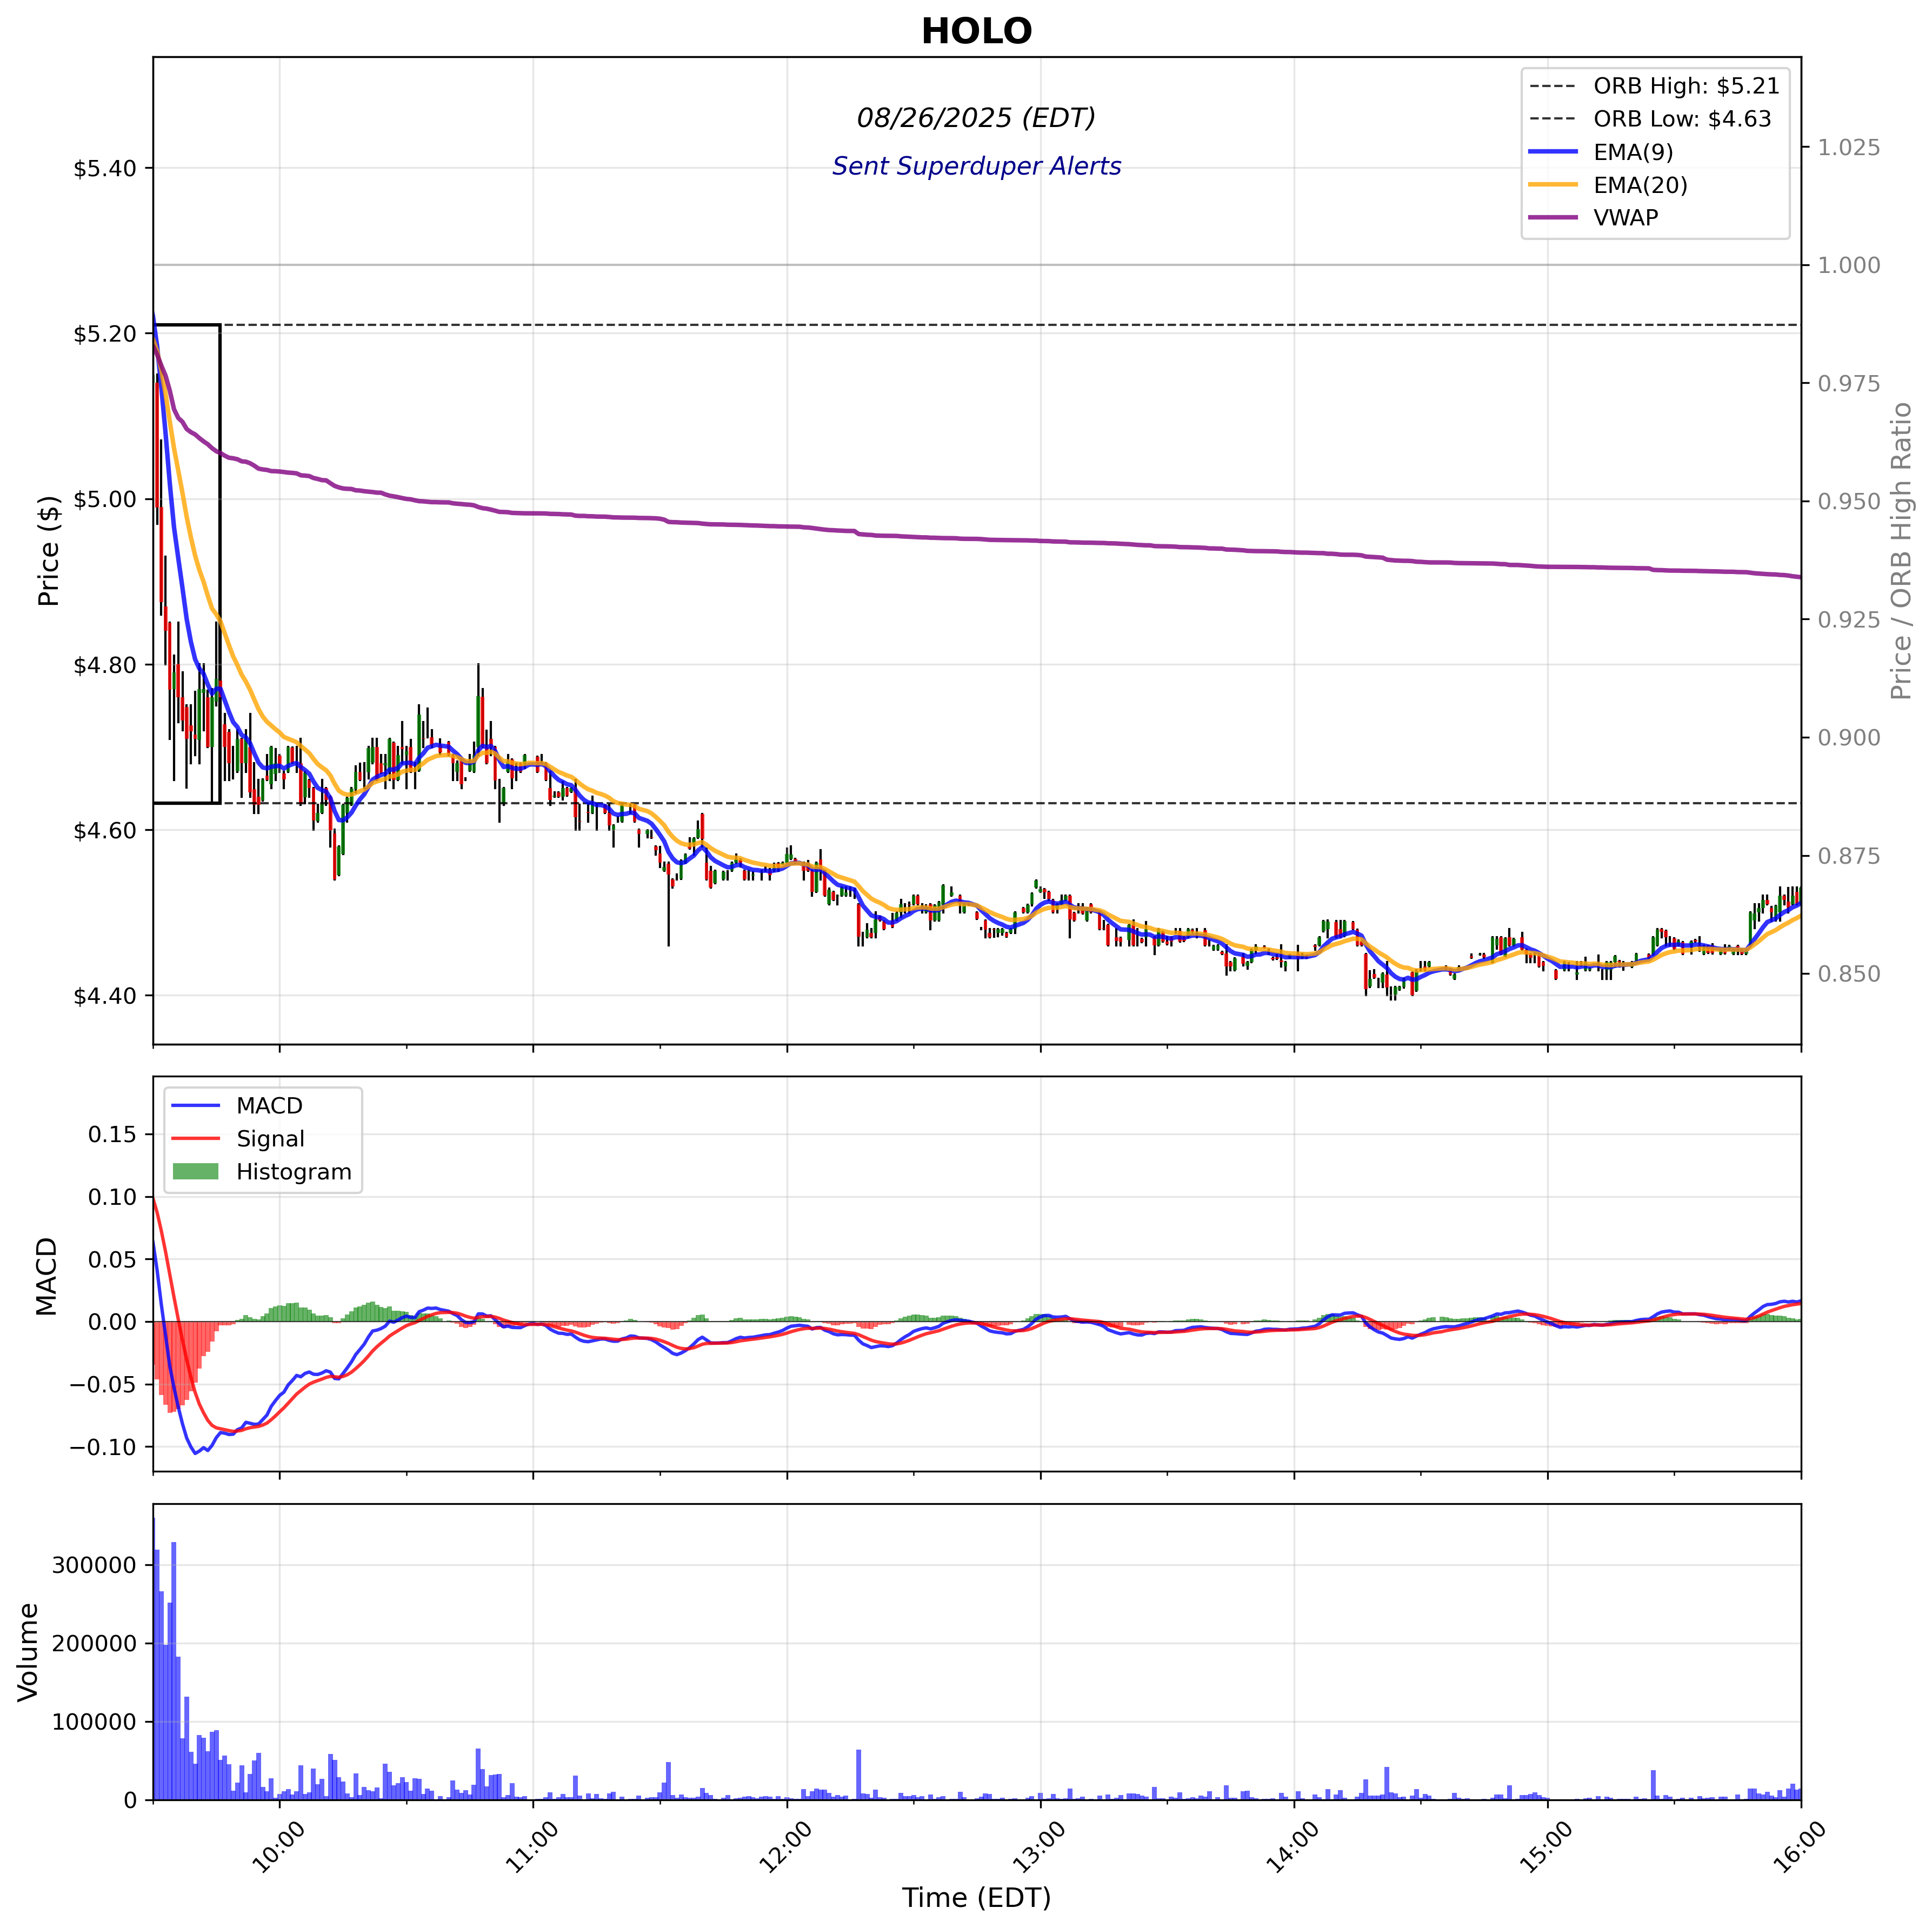 HOLO
08/26/2025 (EDT)
Sent Superduper Alerts
ORB High: $5.21
ORB Low: $4.63
EMA(9)
EMA(20)
VWAP
$5.40
$5.20
$5.00
$4.80
$4.60
$4.40
Price ($)
1.025
1.000
0.975
0.950
0.925
0.900
0.875
0.850
Price / ORB High Ratio
MACD
Signal
Histogram
0.15
0.10
0.05
0.00
−0.05
−0.10
MACD
300000
200000
100000
0
Volume
10:00
11:00
12:00
13:00
14:00
15:00
16:00
Time (EDT)